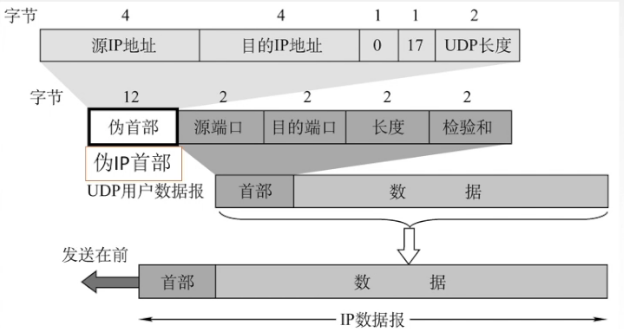 字节 4 4 1 1 2
源IP地址 目的IP地址 0 17 UDP长度
字节 12 2 2 2 2
伪首部 源端口 目的端口 长度 检验和
伪IP首部
UDP用户数据报 首部 数 据
发送在前
首部 数 据
IP数据报